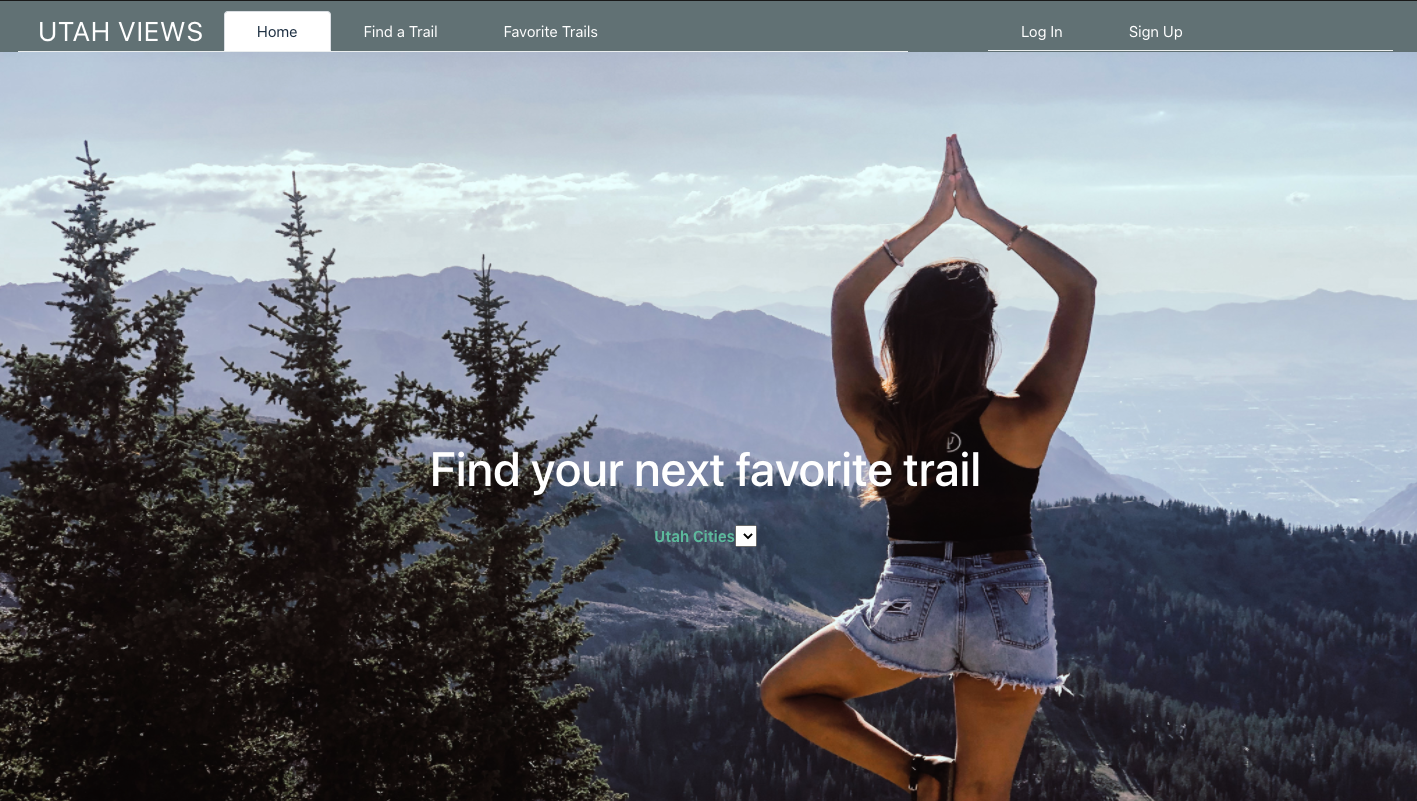 UTAH VIEWS Home Find a Trail Favorite Trails Log In Sign Up
Find your next favorite trail
Utah Cities